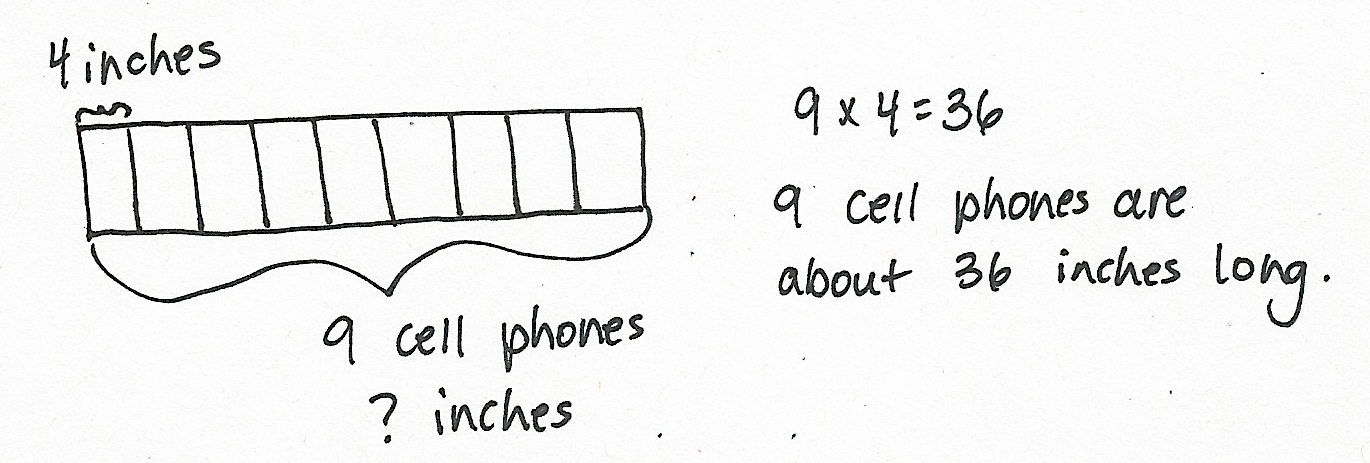 4 inches
9 cell phones
? inches
9 x 4 = 36
9 cell phones are
about 36 inches long.